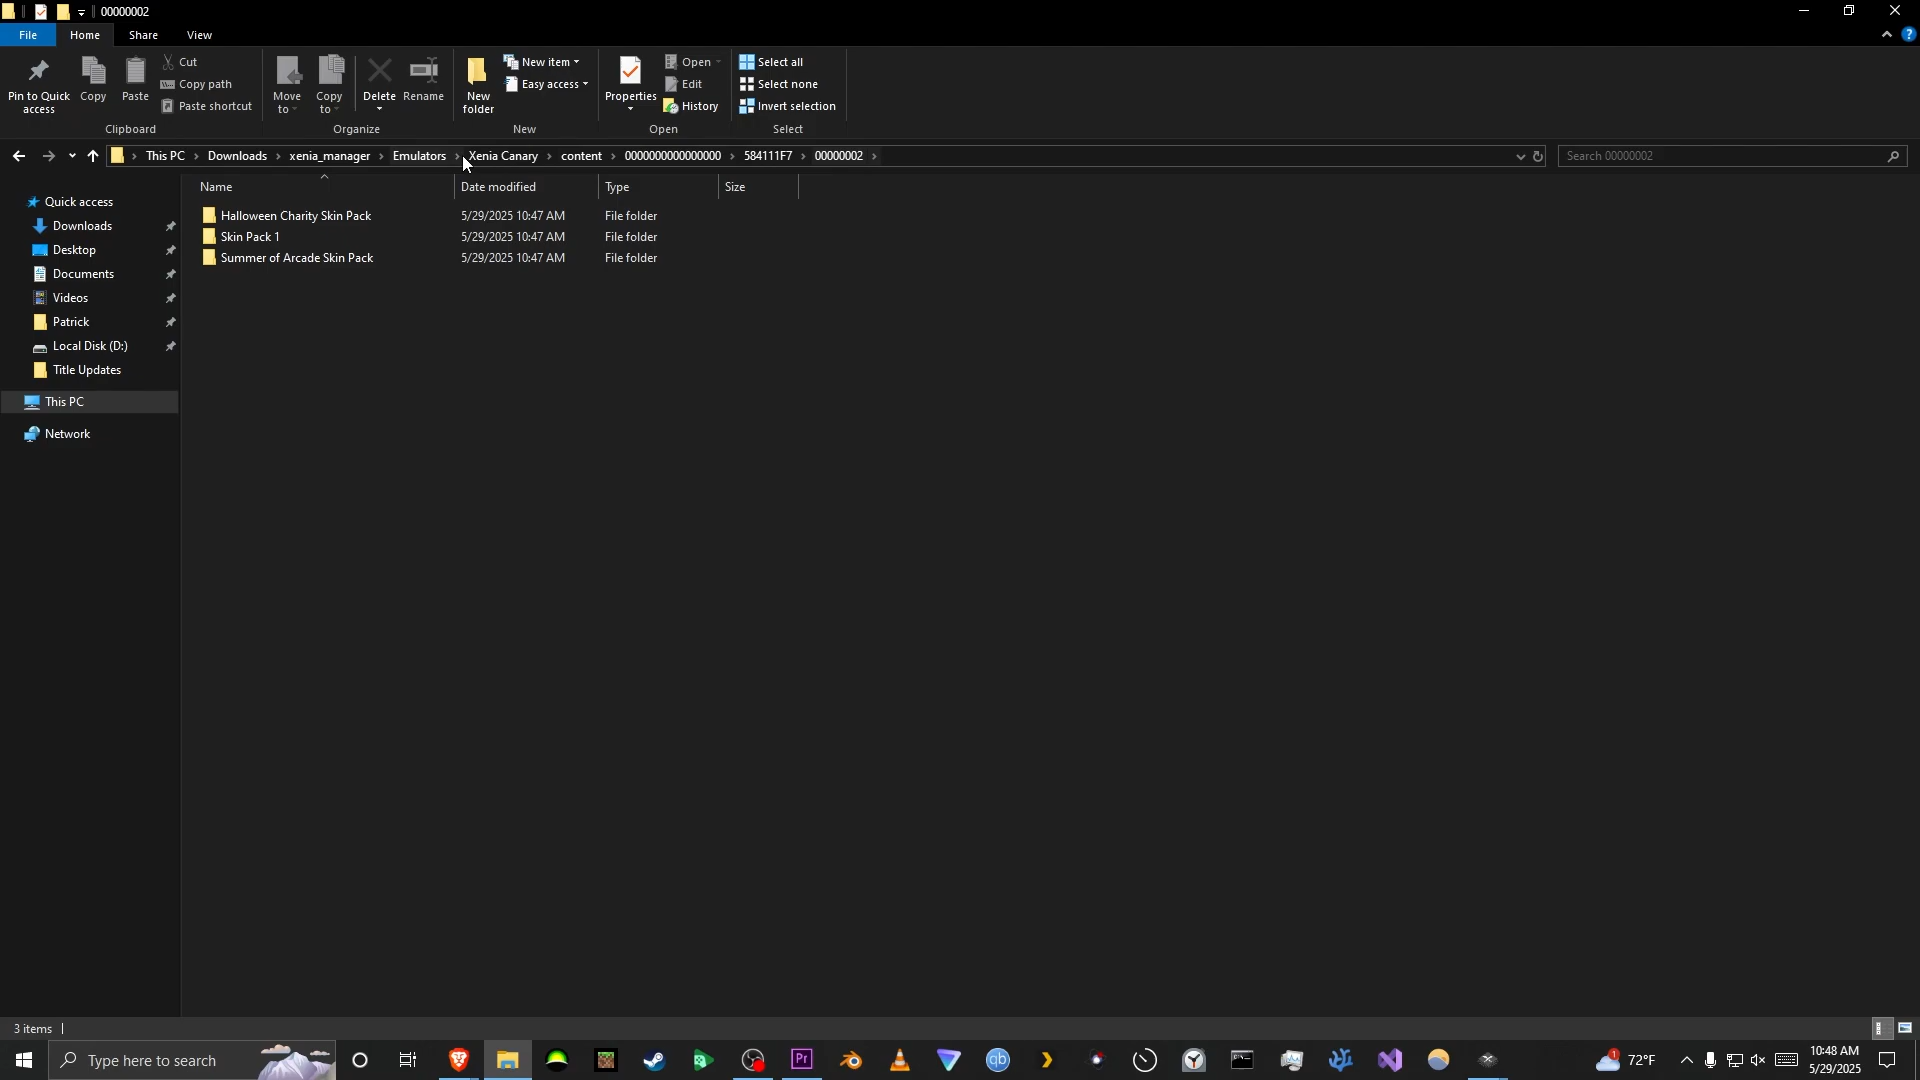 00000002
File Home Share View
Pin to Quick access
Copy
Paste
Cut
Copy path
Paste shortcut
Clipboard
Move to
Copy to
Delete
Rename
Organize
New folder
New item
Easy access
New
Properties
Open
Edit
History
Open
Select all
Select none
Invert selection
Select
This PC > Downloads > xenia_manager > Emulators > Xenia Canary > content > 0000000000000000 > 584111F7 > 00000002 >
Search 00000002
Name Date modified Type Size
Halloween Charity Skin Pack 5/29/2025 10:47 AM File folder
Skin Pack 1 5/29/2025 10:47 AM File folder
Summer of Arcade Skin Pack 5/29/2025 10:47 AM File folder
Quick access
Downloads
Desktop
Documents
Videos
Patrick
Local Disk (D:)
Title Updates
This PC
Network
3 items
Type here to search
Pr
qb
1
72°F
10:48 AM
5/29/2025